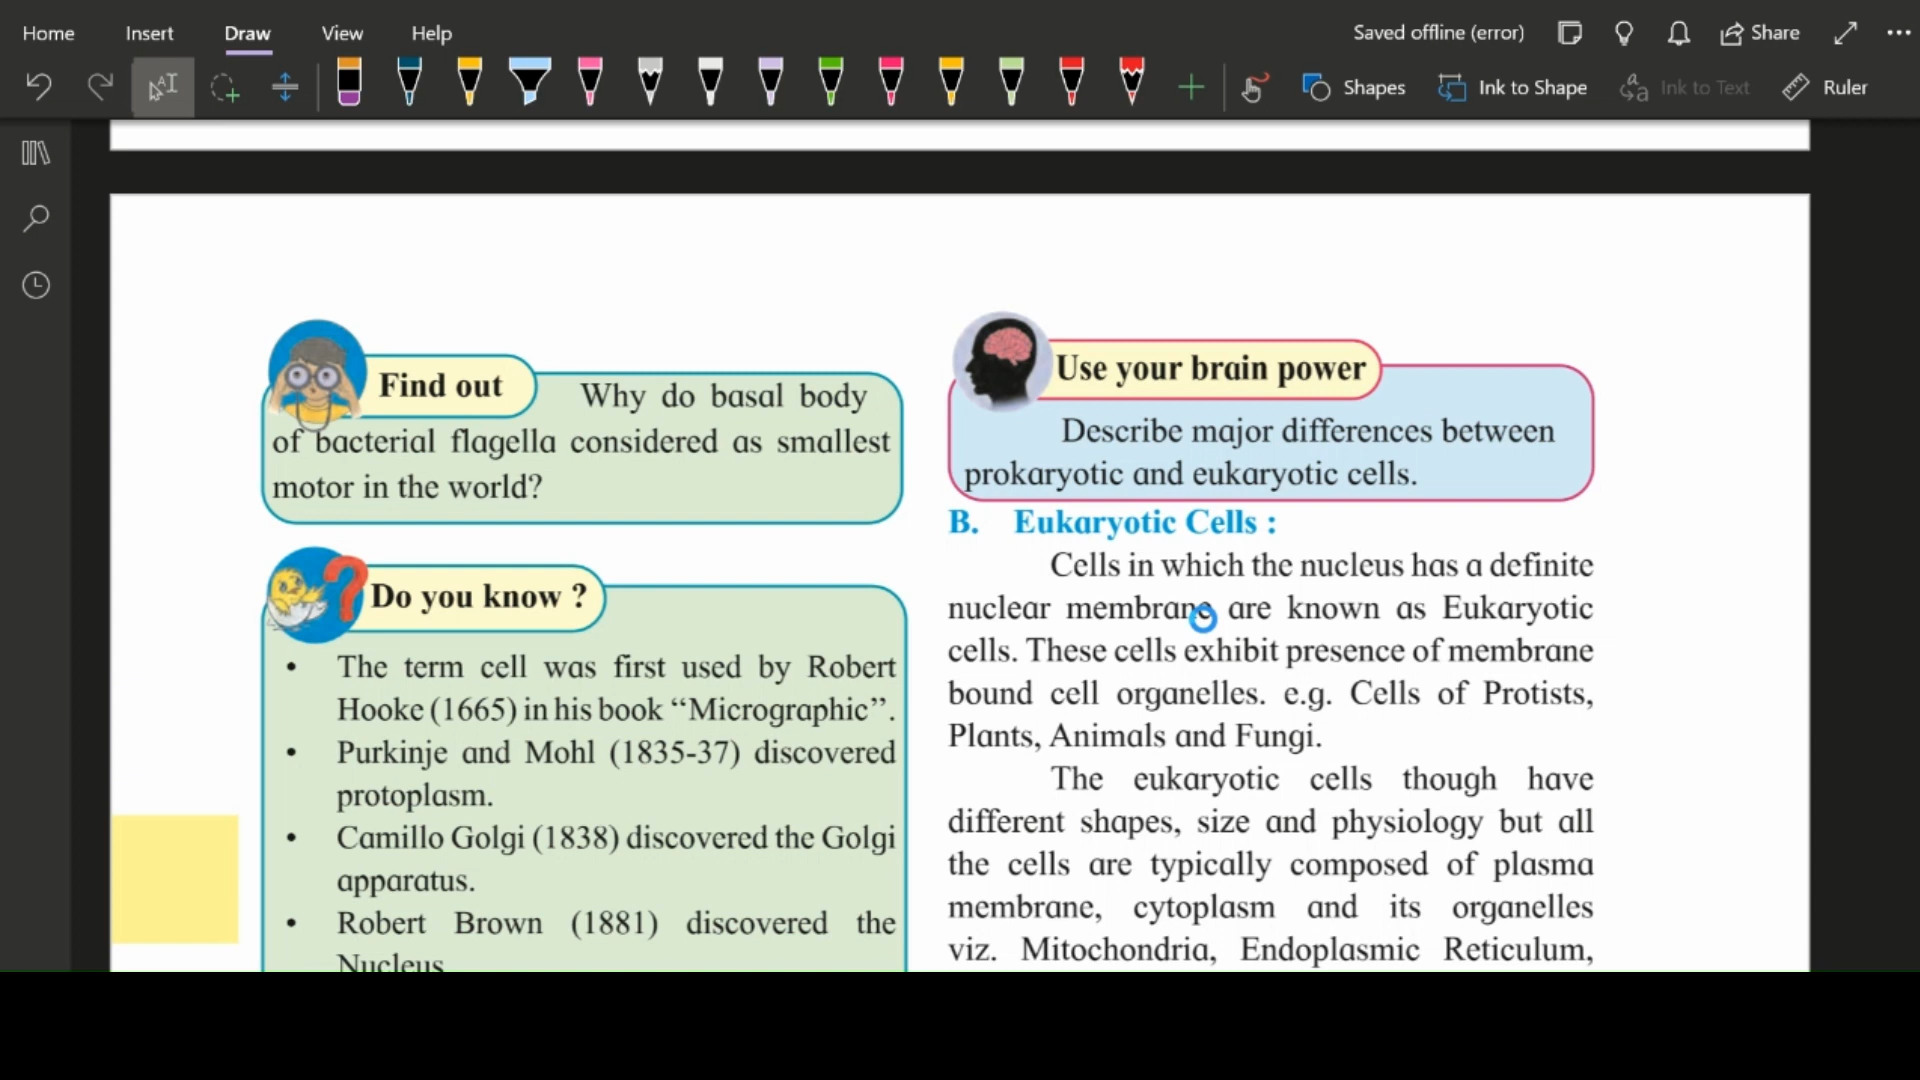 Home Insert Draw View Help
Saved offline (error) Share
Shapes Ink to Shape Ink to Text Ruler
Find out Why do basal body
of bacterial flagella considered as smallest
motor in the world?
Do you know ?
• The term cell was first used by Robert
Hooke (1665) in his book “Micrographic”.
• Purkinje and Mohl (1835-37) discovered
protoplasm.
• Camillo Golgi (1838) discovered the Golgi
apparatus.
• Robert Brown (1881) discovered the
Nucleus
Use your brain power
Describe major differences between
prokaryotic and eukaryotic cells.
B. Eukaryotic Cells :
Cells in which the nucleus has a definite
nuclear membrane are known as Eukaryotic
cells. These cells exhibit presence of membrane
bound cell organelles. e.g. Cells of Protists,
Plants, Animals and Fungi.
The eukaryotic cells though have
different shapes, size and physiology but all
the cells are typically composed of plasma
membrane, cytoplasm and its organelles
viz. Mitochondria, Endoplasmic Reticulum,